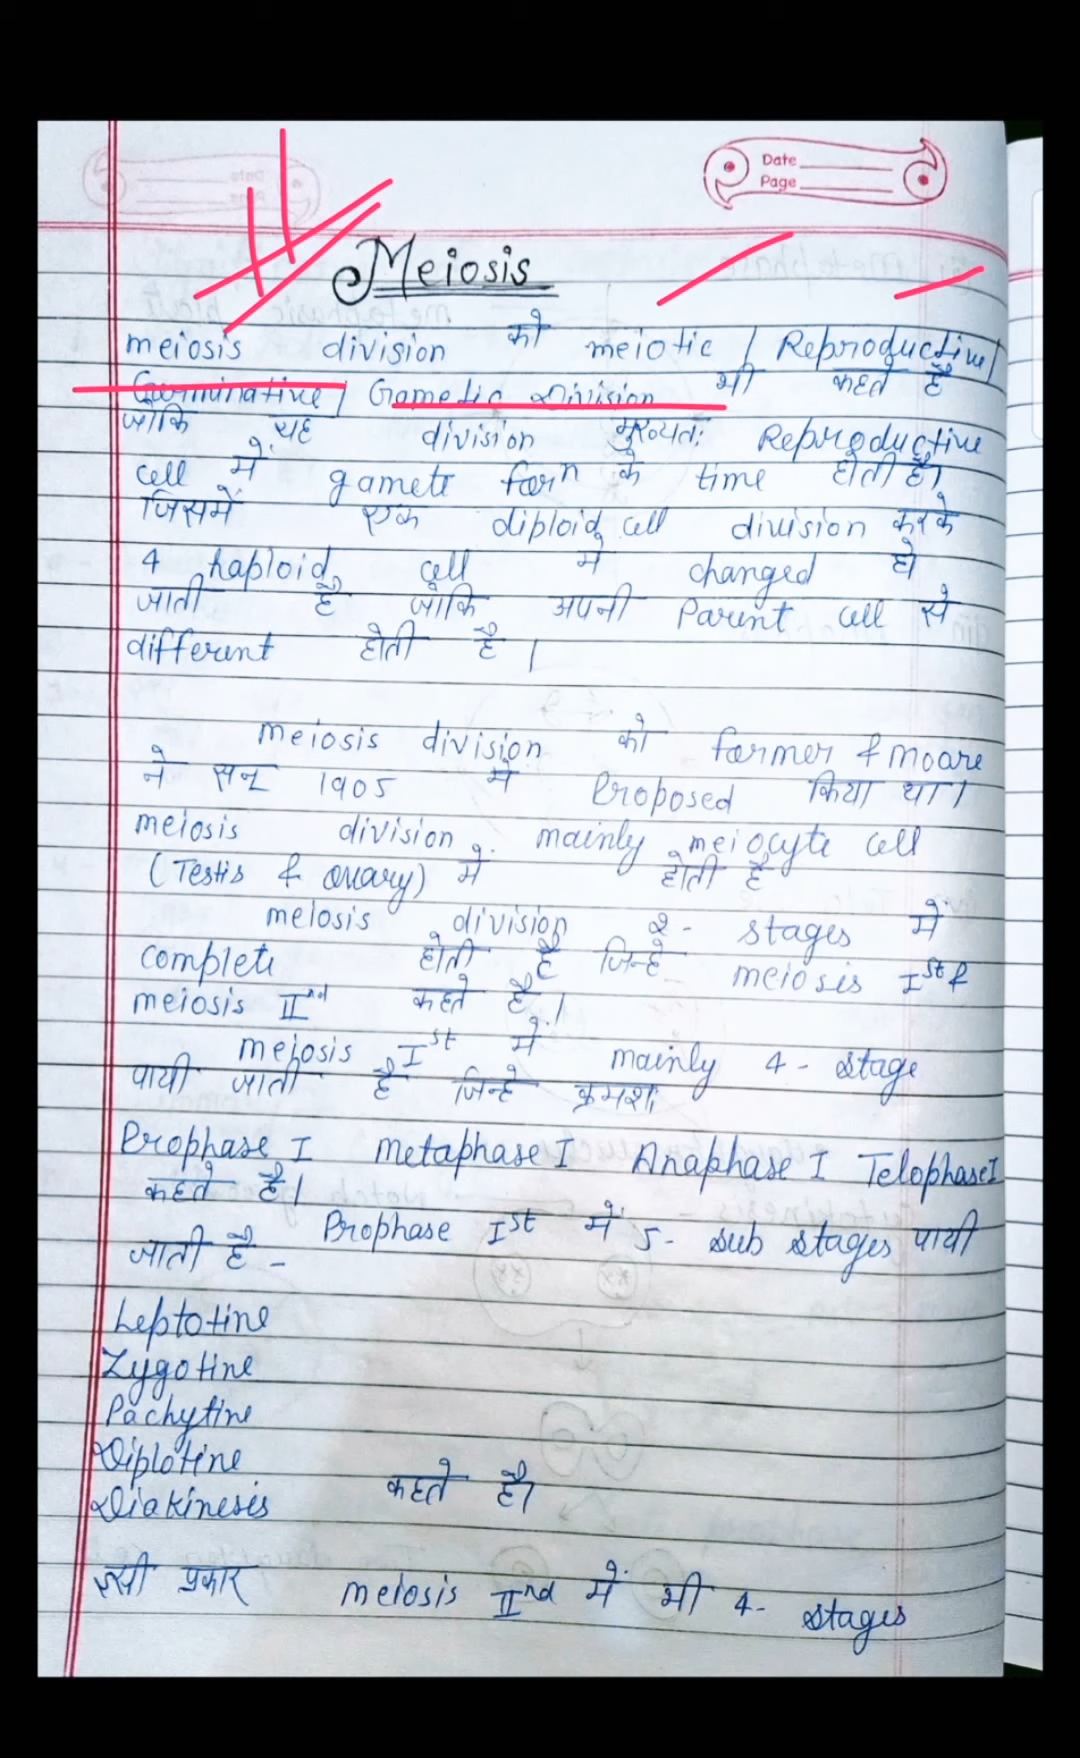 Date
Page
Meiosis
meiosis division को meiotic / Reproductive/
Germinative/ Gametic Division भी कहते है
जोकि यह division मुख्यतः Reproductive
cell में gamete forn के time होती है।
जिसमें एक diploid cell division करके
4 haploid cell में changed हो
जाती है जोकि अपनी Parent cell से
different होती है ।
meiosis division को farmer & moare
ने सन् 1905 में Proposed किया था।
meiosis division mainly meiocyte cell
(Testis & ovary) में होती है
meiosis division 2- stages में
complete होती है जिन्हे meiosis Ist &
meiosis IInd कहते है।
meiosis Ist में mainly 4- stage
पायी जाती है जिन्हे क्रमशः
Prophase I metaphase I Anaphase I Telophase I
कहते है।
Prophase Ist में 5- sub stages पायी
जाती है -
Leptotine
Zygotine
Pachytine
Diplotine
Diakinesis कहते है।
इसी प्रकार meiosis IInd में भी 4- stages